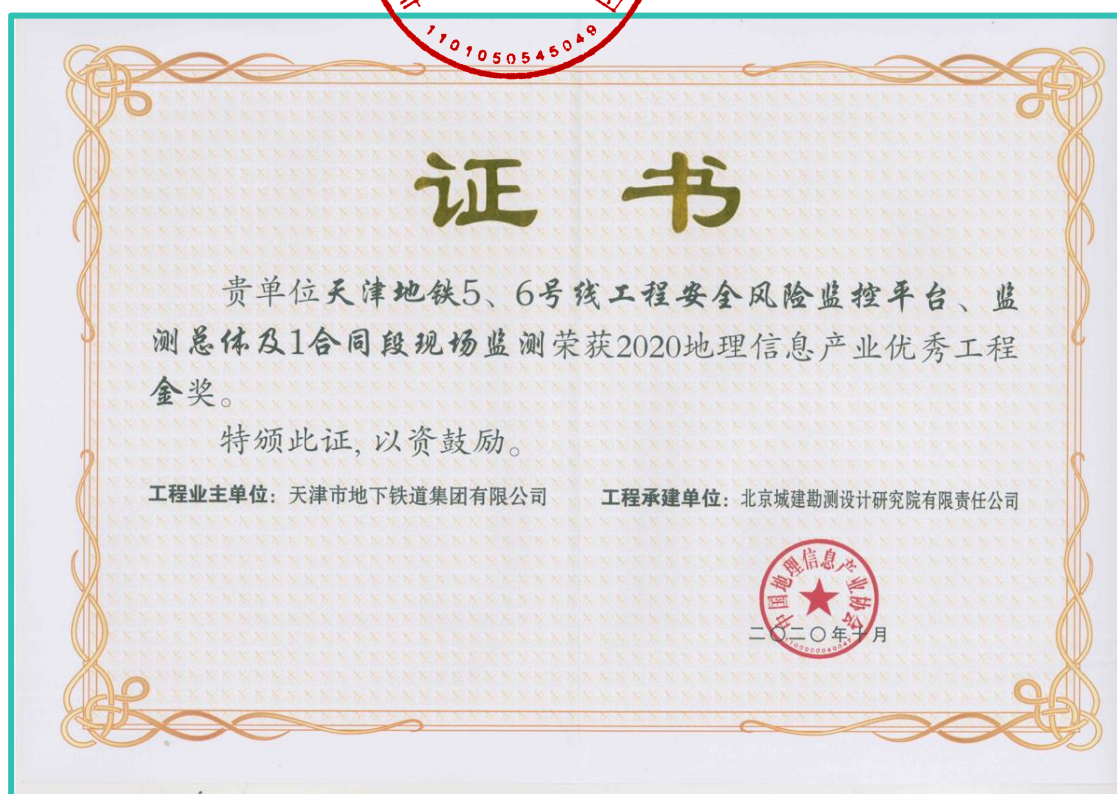 1101050545049
证 书
贵单位天津地铁5、6号线工程安全风险监控平台、监
测总体及1合同段现场监测荣获2020地理信息产业优秀工程
金奖。
特颁此证,以资鼓励。
工程业主单位：天津市地下铁道集团有限公司 工程承建单位：北京城建勘测设计研究院有限责任公司
中国地理信息产业协会
二〇二〇年十月